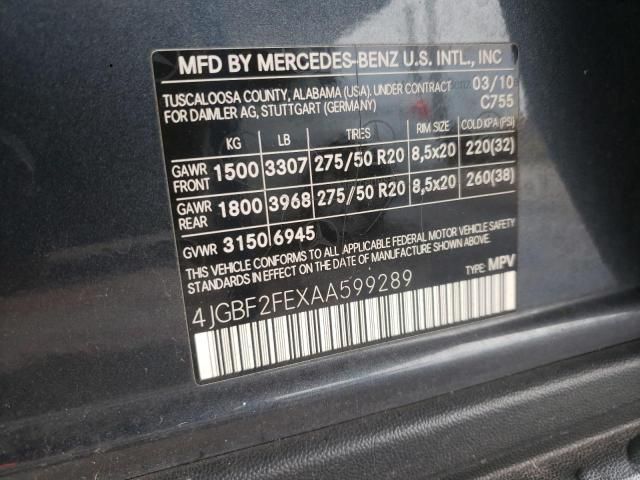 MFD BY MERCEDES-BENZ U.S. INTL., INC
TUSCALOOSA COUNTY, ALABAMA (USA), UNDER CONTRACT 03/10
FOR DAIMLER AG, STUTTGART (GERMANY) C755
KG LB TIRES RIM SIZE COLD KPA (PSI)
GAWR FRONT 1500 3307 275/50 R20 8,5x20 220(32)
GAWR REAR 1800 3968 275/50 R20 8,5x20 260(38)
GVWR 3150 6945
THIS VEHICLE CONFORMS TO ALL APPLICABLE FEDERAL MOTOR VEHICLE SAFETY
STANDARDS IN EFFECT ON THE DATE OF MANUFACTURE SHOWN ABOVE.
4JGBF2FEXAA599289 TYPE: MPV